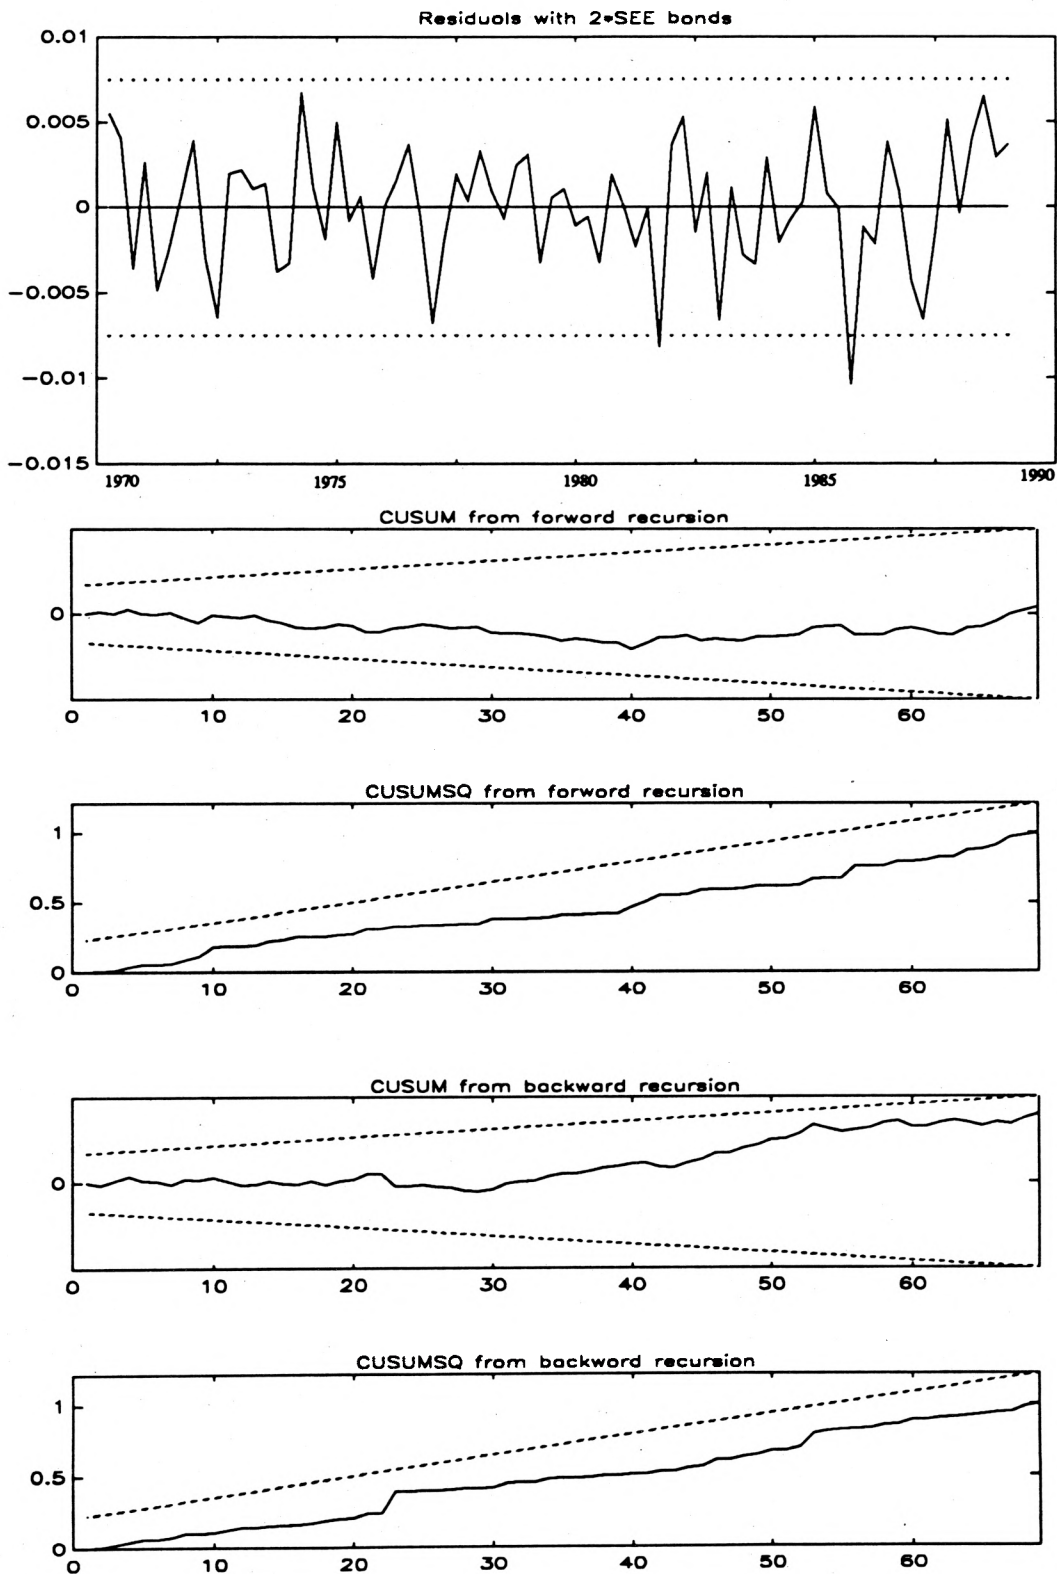 Residuals with 2*SEE bonds
0.01
0.005
0
-0.005
-0.01
-0.015
1970 1975 1980 1985 1990
CUSUM from forward recursion
0
0 10 20 30 40 50 60
CUSUMSQ from forword recursion
1
0.5
0
0 10 20 30 40 50 60
CUSUM from backward recursion
0
0 10 20 30 40 50 60
CUSUMSQ from backword recursion
1
0.5
0
0 10 20 30 40 50 60